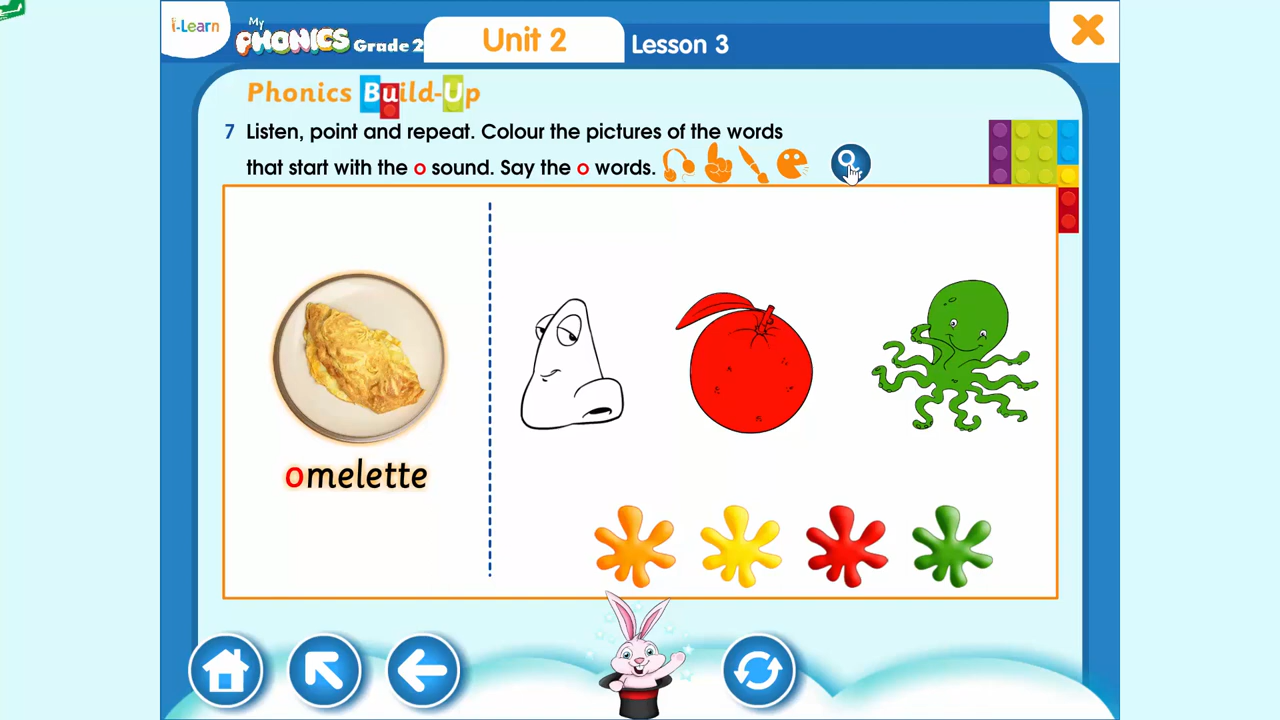 i-Learn
My
PHONICS Grade 2
Unit 2
Lesson 3
Phonics Build-Up
7 Listen, point and repeat. Colour the pictures of the words
that start with the o sound. Say the o words.
omelette